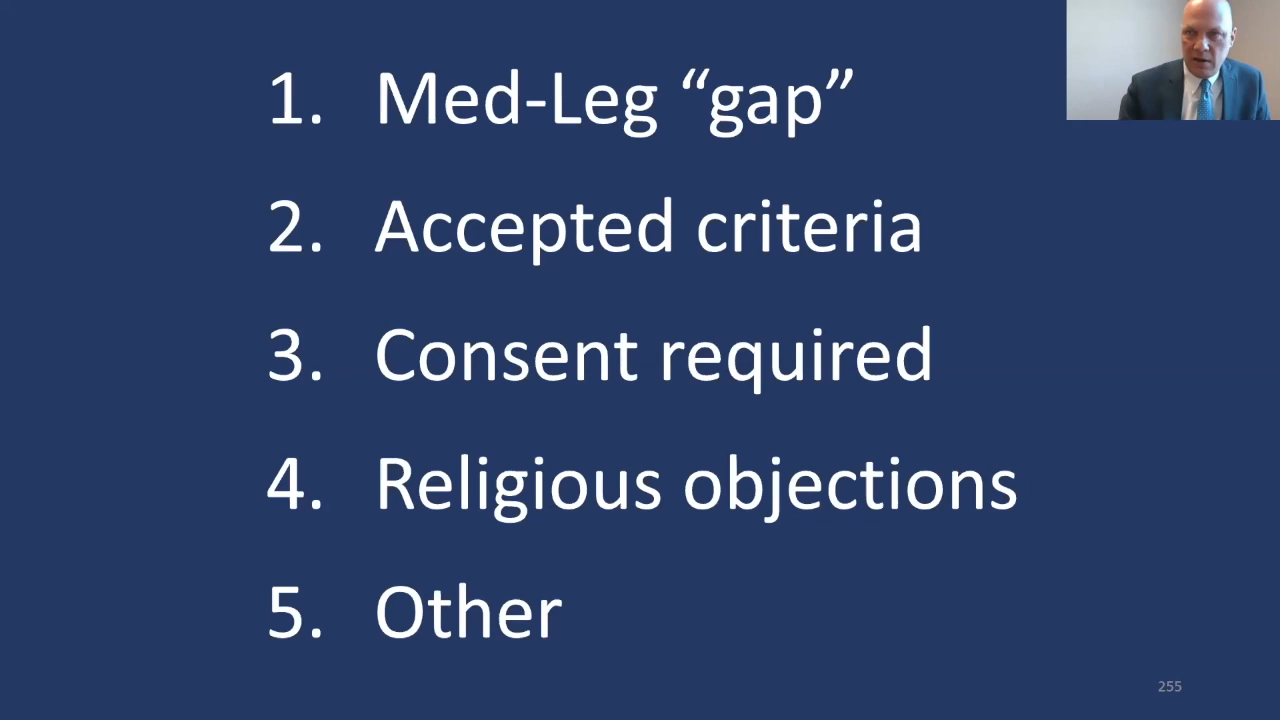 1. Med-Leg “gap”
2. Accepted criteria
3. Consent required
4. Religious objections
5. Other
255